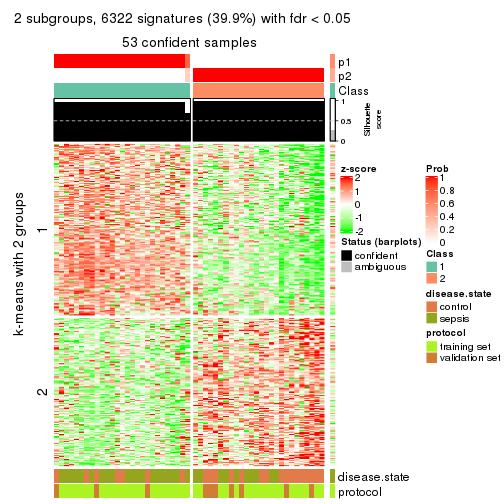 2 subgroups, 6322 signatures (39.9%) with fdr < 0.05
53 confident samples
p1
p2
Class
1
0.5
0
Silhouette
score
k-means with 2 groups
1
2
z-score
2
1
0
-1
-2
Status (barplots)
confident
ambiguous
Prob
1
0.8
0.6
0.4
0.2
0
Class
1
2
disease.state
control
sepsis
protocol
training set
validation set
disease.state
protocol